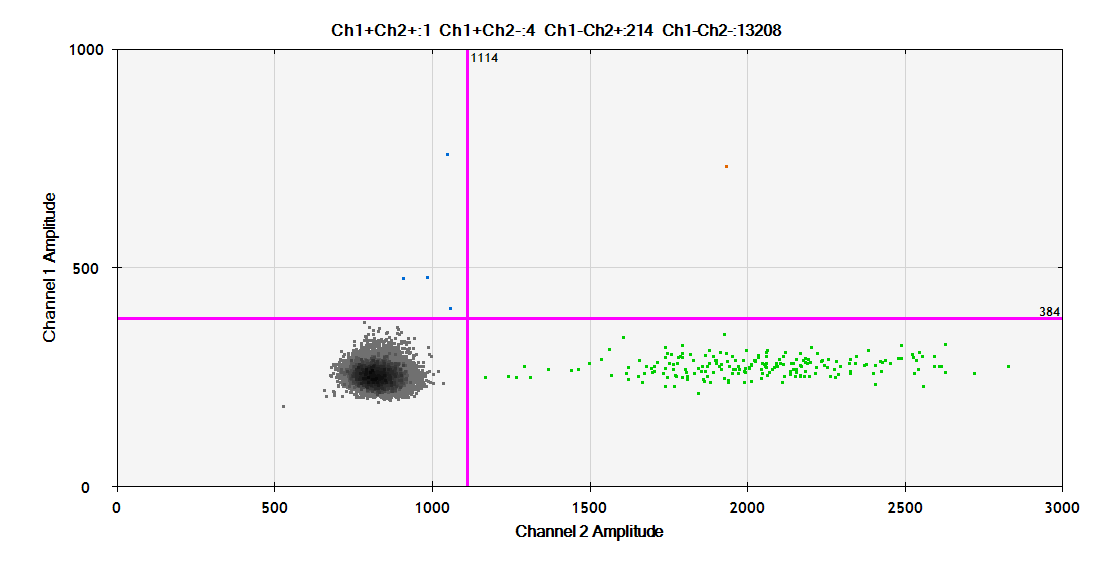 Ch1+Ch2+:1 Ch1+Ch2-:4 Ch1-Ch2+:214 Ch1-Ch2-:13208
1000
1114
Channel 1 Amplitude
500
384
0
0 500 1000 1500 2000 2500 3000
Channel 2 Amplitude